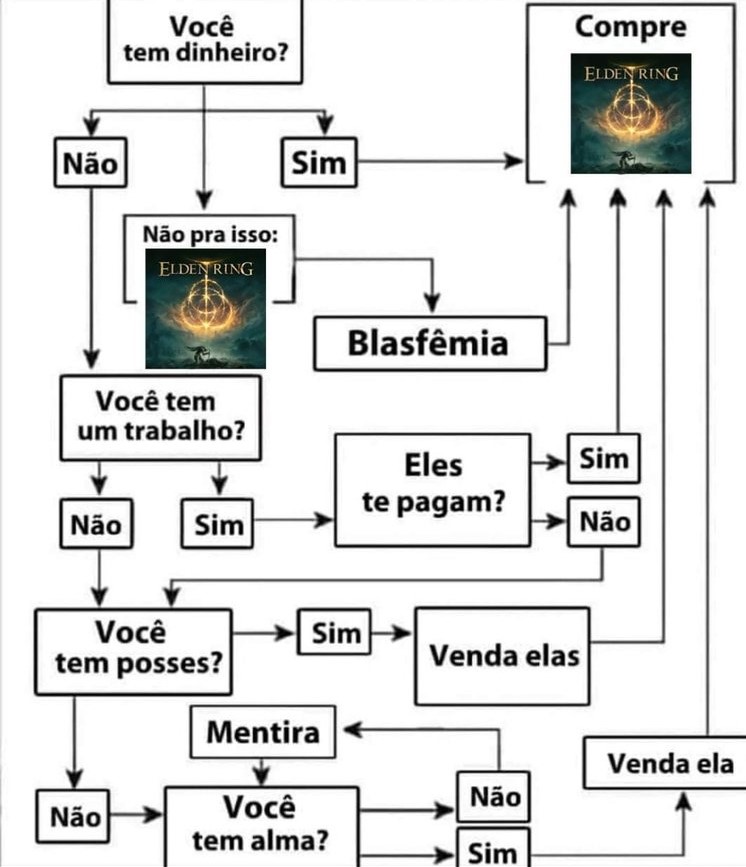 Você
tem dinheiro?
Compre
ELDEN RING
Não
Sim
Não pra isso:
ELDEN RING
Blasfêmia
Você tem
um trabalho?
Eles
te pagam?
Sim
Não
Não
Sim
Você
tem posses?
Sim
Venda elas
Mentira
Venda ela
Não
Você
tem alma?
Não
Sim